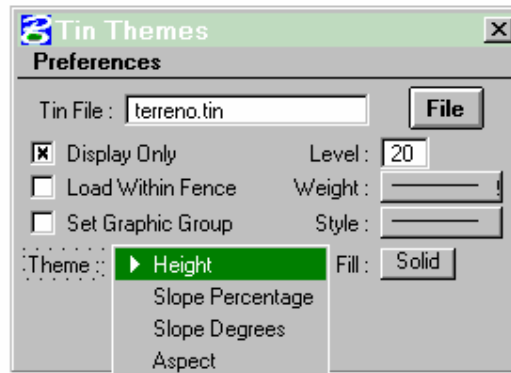 Tin Themes
Preferences
Tin File : terreno.tin File
Display Only Level : 20
Load Within Fence Weight :
Set Graphic Group Style :
Theme : Height Fill : Solid
Slope Percentage
Slope Degrees
Aspect